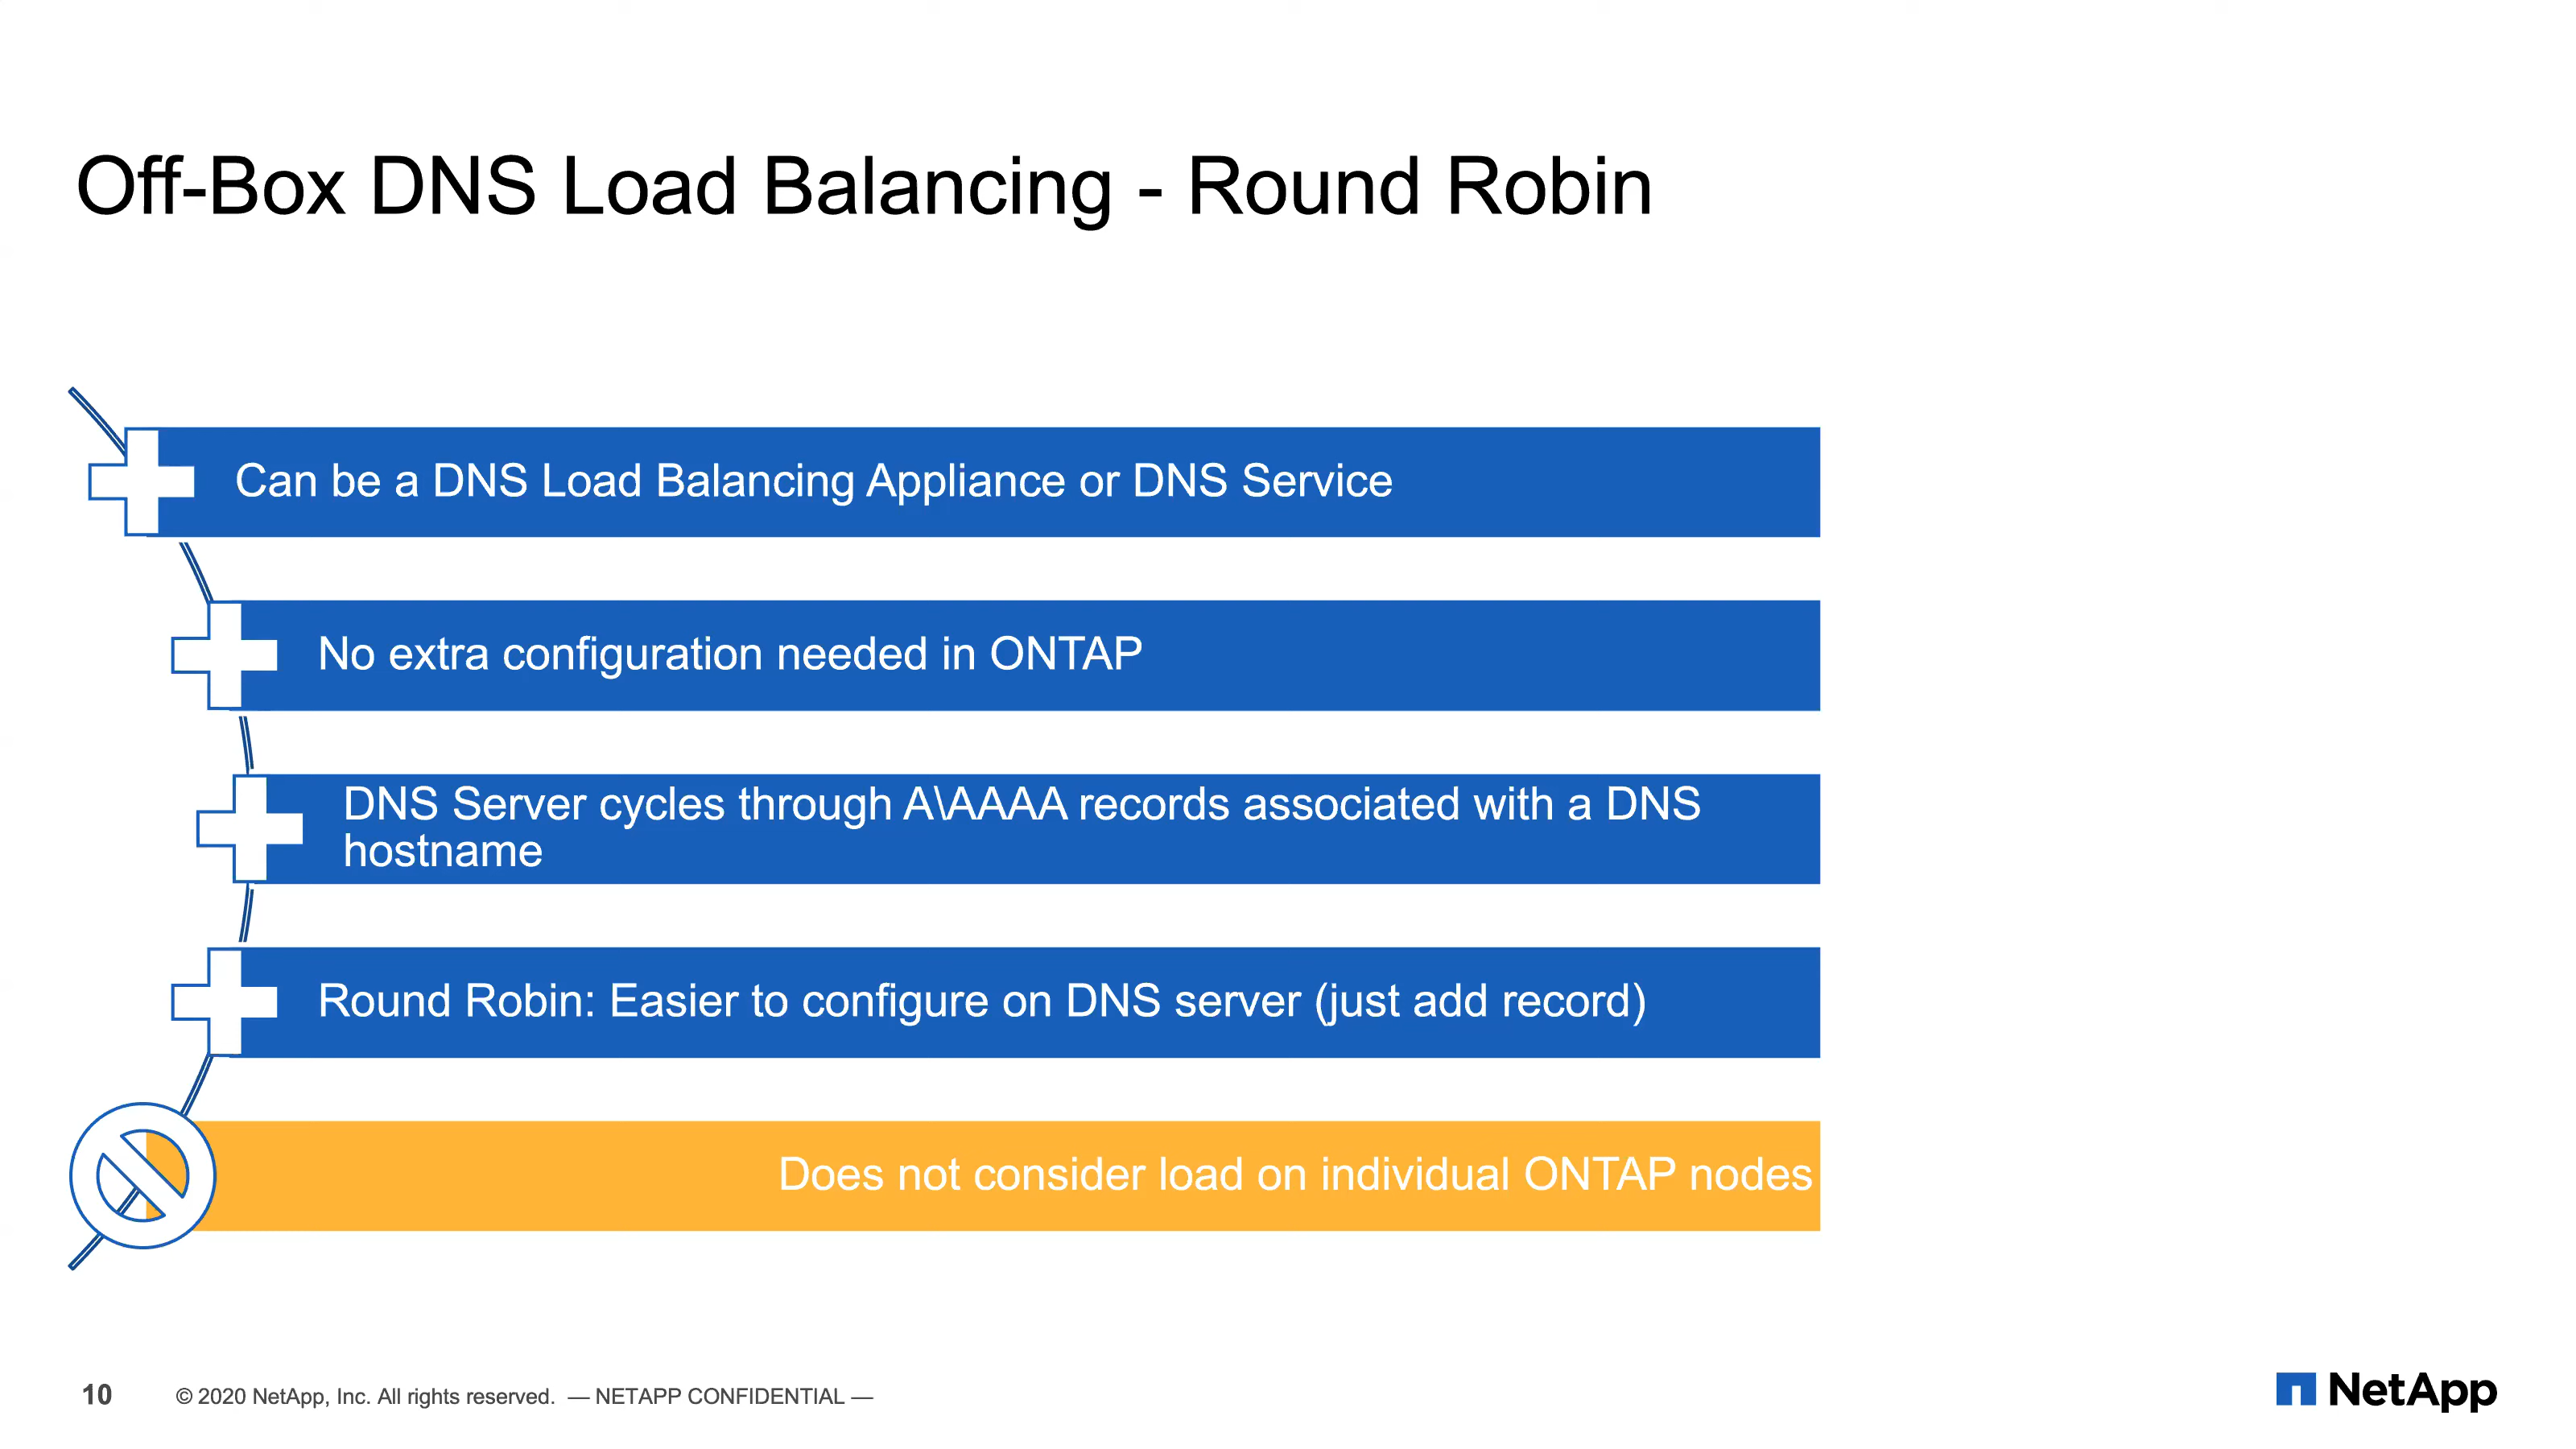 Off-Box DNS Load Balancing - Round Robin
Can be a DNS Load Balancing Appliance or DNS Service
No extra configuration needed in ONTAP
DNS Server cycles through A\AAAA records associated with a DNS
hostname
Round Robin: Easier to configure on DNS server (just add record)
Does not consider load on individual ONTAP nodes
10 © 2020 NetApp, Inc. All rights reserved. — NETAPP CONFIDENTIAL —
NetApp